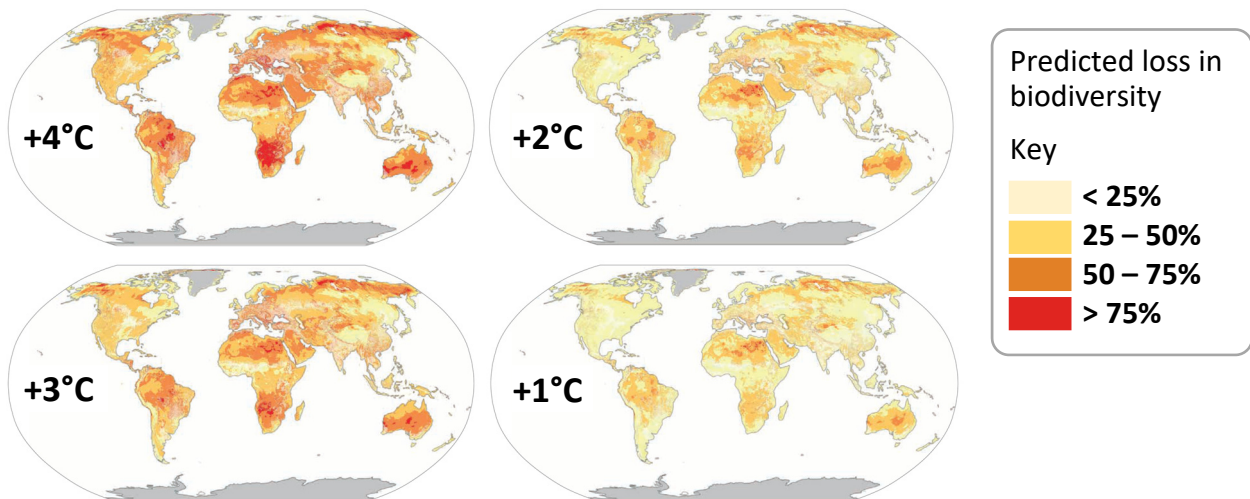 +4°C
+2°C
+3°C
+1°C
Predicted loss in
biodiversity
Key
< 25%
25 – 50%
50 – 75%
> 75%